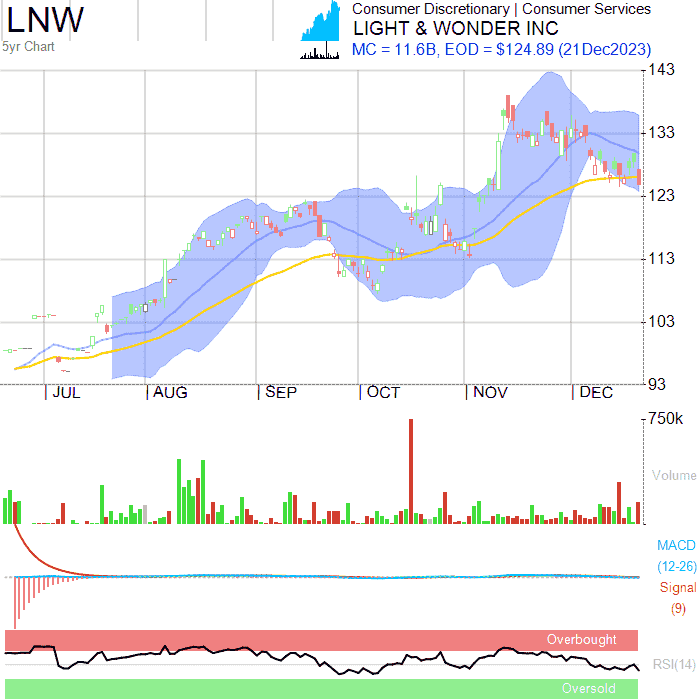 LNW
5yr Chart
Consumer Discretionary | Consumer Services
LIGHT & WONDER INC
MC = 11.6B, EOD = $124.89 (21Dec2023)
143
133
123
113
103
93
JUL AUG SEP OCT NOV DEC
750k
Volume
MACD
(12-26)
Signal
(9)
Overbought
RSI(14)
Oversold